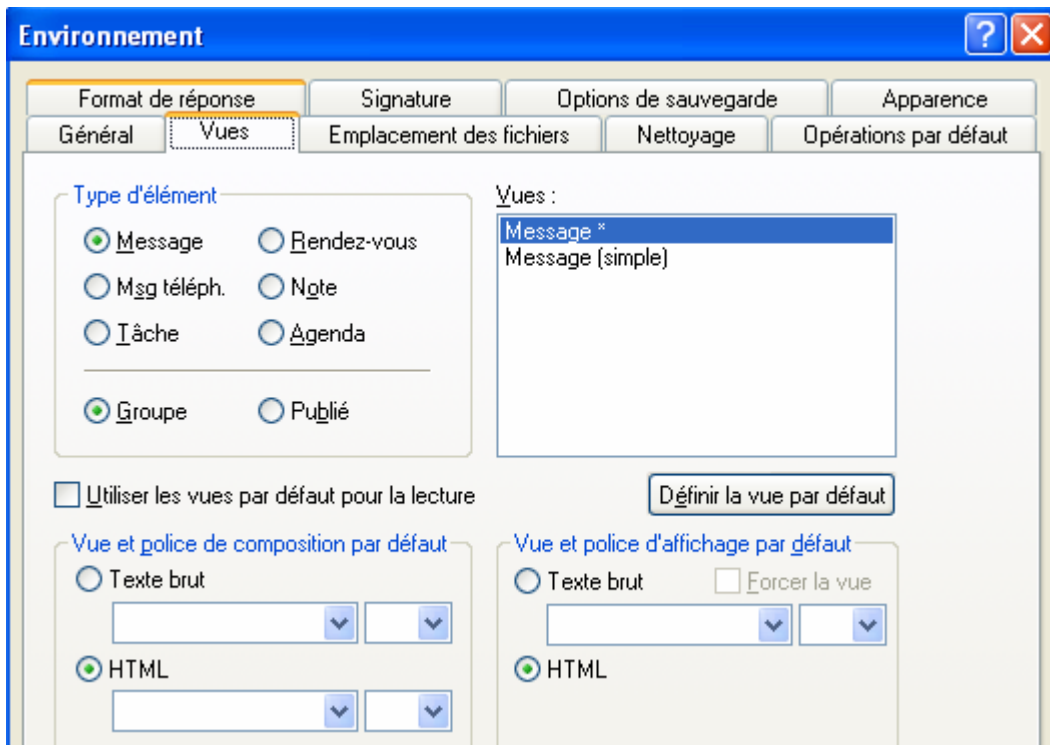 Environnement
Format de réponse Signature Options de sauvegarde Apparence
Général Vues Emplacement des fichiers Nettoyage Opérations par défaut
Type d'élément
Message Rendez-vous
Msg téléph. Note
Tâche Agenda
Groupe Publié
Vues :
Message *
Message (simple)
Utiliser les vues par défaut pour la lecture
Définir la vue par défaut
Vue et police de composition par défaut
Texte brut
HTML
Vue et police d'affichage par défaut
Texte brut Forcer la vue
HTML